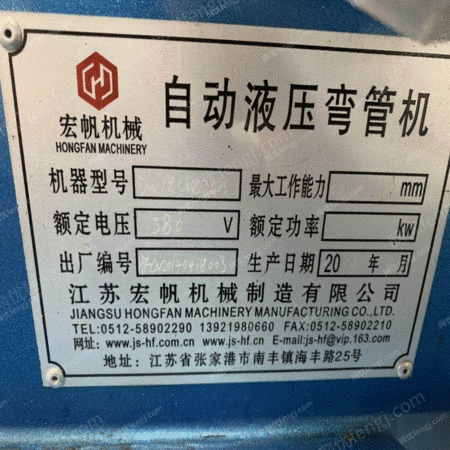 宏帆机械
HONGFAN MACHINERY
自动液压弯管机
机器型号 最大工作能力 mm
额定电压 380 V 额定功率 kw
出厂编号 生产日期 20 年 月
江苏宏帆机械制造有限公司
JIANGSU HONGFAN MACHINERY MANUFACTURING CO.,LTD.
TEL:0512-58902290 13921980660 FAX:0512-58902210
网址:www.js-hf.com.cn www.js-hf.cn E-mail:js-hf@vip.163.com
地址:江苏省张家港市南丰镇海丰路25号